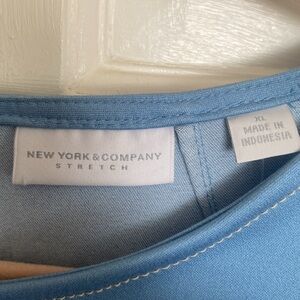 NEW YORK & COMPANY
STRETCH
XL
MADE IN
INDONESIA